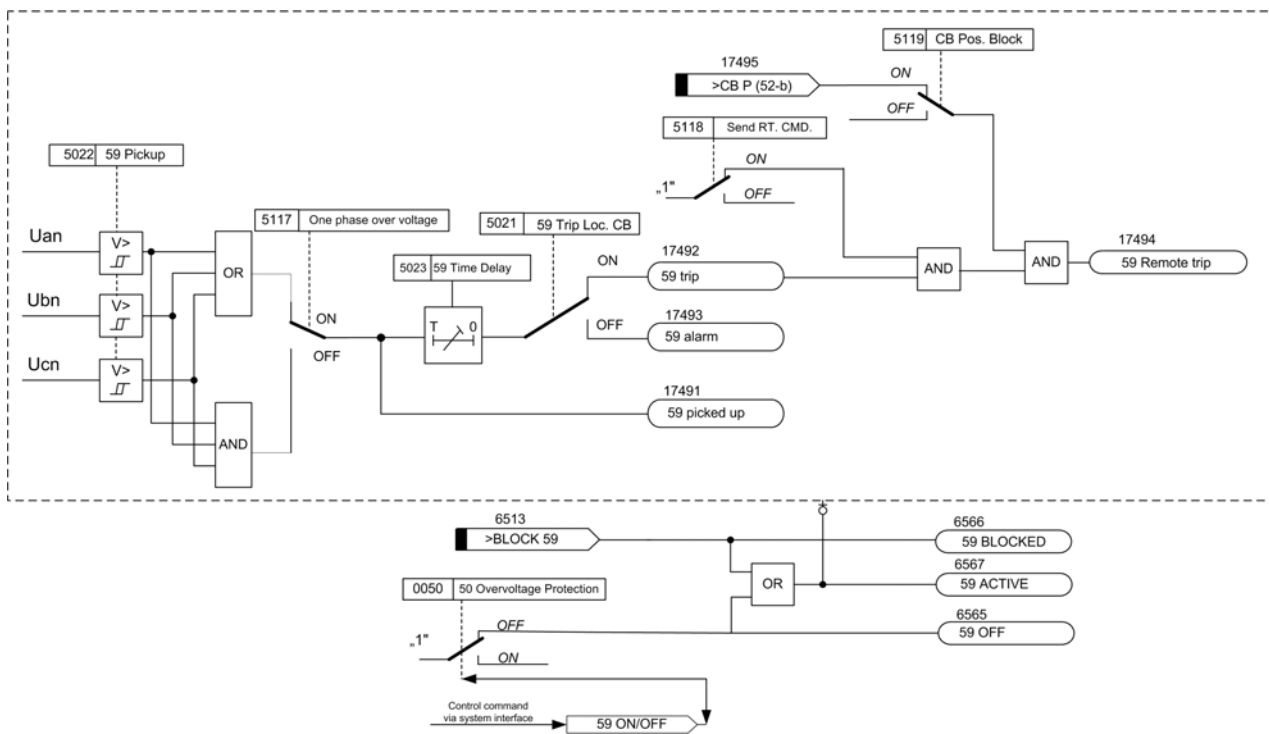 5119 CB Pos. Block
17495
ON
>CB P (52-b)
OFF
5118 Send RT. CMD.
ON
„1"
OFF
5022 59 Pickup
5117 One phase over voltage
5021 59 Trip Loc. CB
Uan
V>
OR
5023 59 Time Delay
ON
17492
59 trip
AND
AND
17494
59 Remote trip
Ubn
V>
ON
OFF
T 0
OFF
17493
59 alarm
Ucn
V>
17491
59 picked up
AND
6513
>BLOCK 59
6566
59 BLOCKED
OR
6567
59 ACTIVE
0050 50 Overvoltage Protection
6565
59 OFF
„1"
OFF
ON
Control command
via system interface
59 ON/OFF